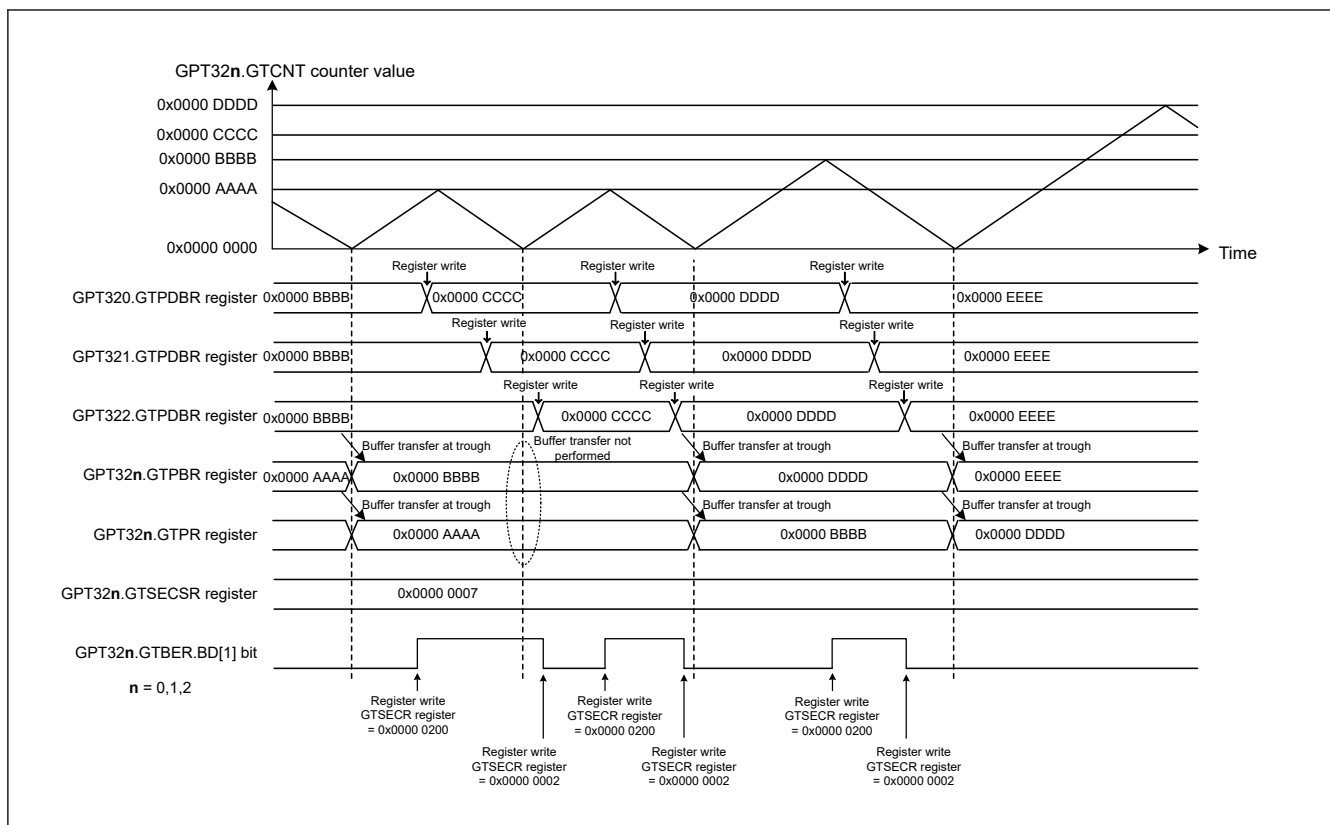 GPT32n.GTCNT counter value
0x0000 DDDD
0x0000 CCCC
0x0000 BBBB
0x0000 AAAA
0x0000 0000
Time
Register write Register write Register write
GPT320.GTPDBR register 0x0000 BBBB 0x0000 CCCC 0x0000 DDDD 0x0000 EEEE
Register write Register write Register write
GPT321.GTPDBR register 0x0000 BBBB 0x0000 CCCC 0x0000 DDDD 0x0000 EEEE
Register write Register write Register write
GPT322.GTPDBR register 0x0000 BBBB 0x0000 CCCC 0x0000 DDDD 0x0000 EEEE
Buffer transfer at trough Buffer transfer not Buffer transfer at trough Buffer transfer at trough
performed
GPT32n.GTPBR register 0x0000 AAAA 0x0000 BBBB 0x0000 DDDD 0x0000 EEEE
Buffer transfer at trough Buffer transfer at trough Buffer transfer at trough
GPT32n.GTPR register 0x0000 AAAA 0x0000 BBBB 0x0000 DDDD
GPT32n.GTSECSR register 0x0000 0007
GPT32n.GTBER.BD[1] bit
n = 0,1,2
Register write Register write Register write
GTSECR register GTSECR register GTSECR register
= 0x0000 0200 = 0x0000 0200 = 0x0000 0200
Register write Register write Register write
GTSECR register GTSECR register GTSECR register
= 0x0000 0002 = 0x0000 0002 = 0x0000 0002